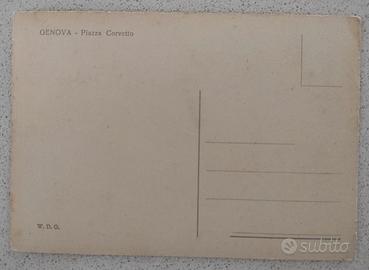 GENOVA - Piazza Corvetto
W. D. G.
subito